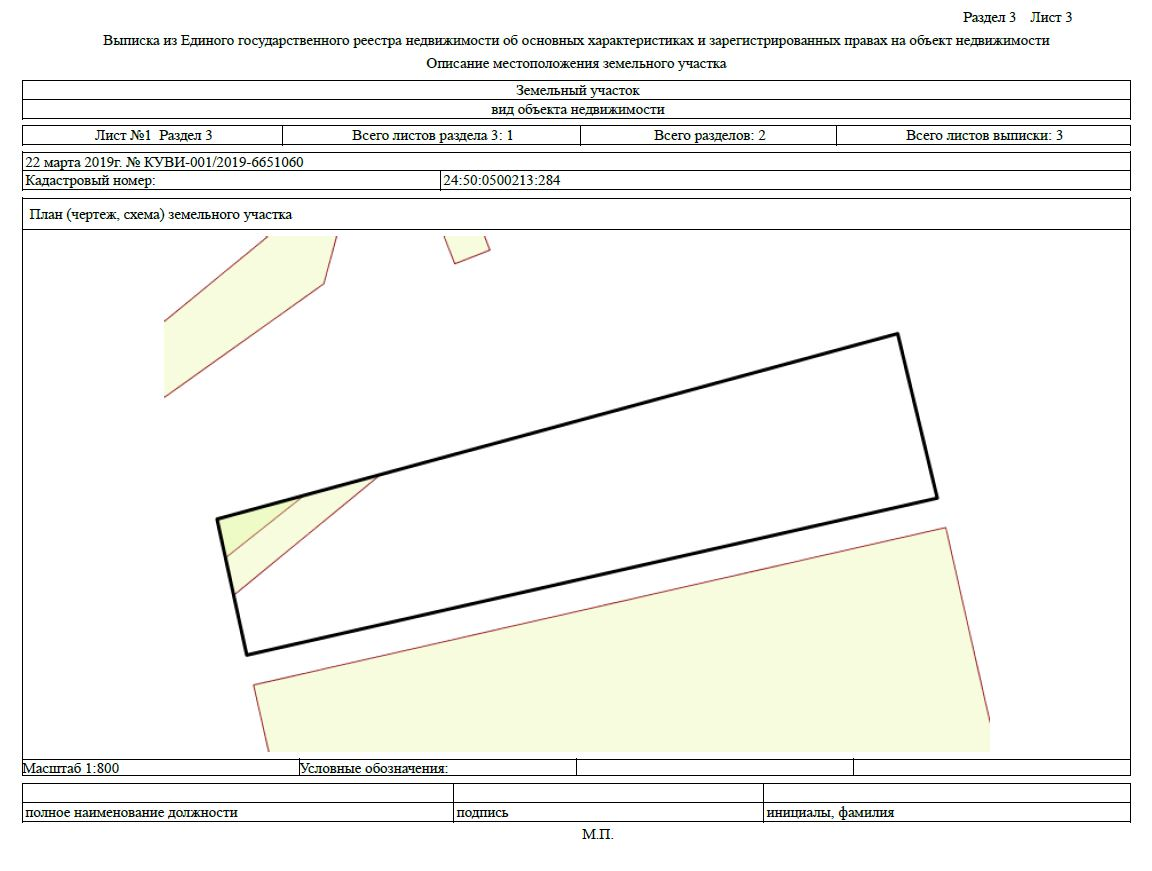 Раздел 3 Лист 3
Выписка из Единого государственного реестра недвижимости об основных характеристиках и зарегистрированных правах на объект недвижимости
Описание местоположения земельного участка
Земельный участок
вид объекта недвижимости
Лист №1 Раздел 3 Всего листов раздела 3: 1 Всего разделов: 2 Всего листов выписки: 3
22 марта 2019г. № КУВИ-001/2019-6651060
Кадастровый номер: 24:50:0500213:284
План (чертеж, схема) земельного участка
Масштаб 1:800 Условные обозначения:
полное наименование должности подпись инициалы, фамилия
М.П.